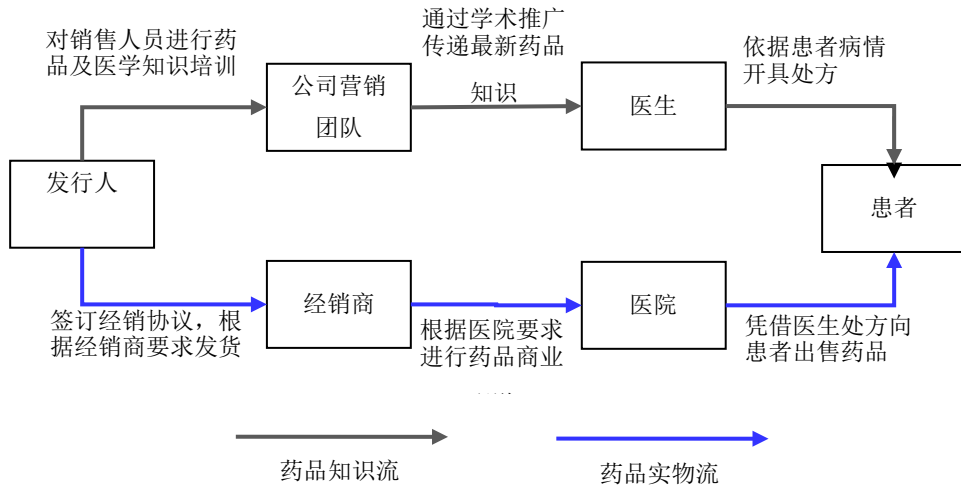 对销售人员进行药
品及医学知识培训
公司营销
团队
通过学术推广
传递最新药品
知识
医生
依据患者病情
开具处方
发行人
患者
签订经销协议，根
据经销商要求发货
经销商
根据医院要求
进行药品商业
医院
凭借医生处方向
患者出售药品
药品知识流
药品实物流